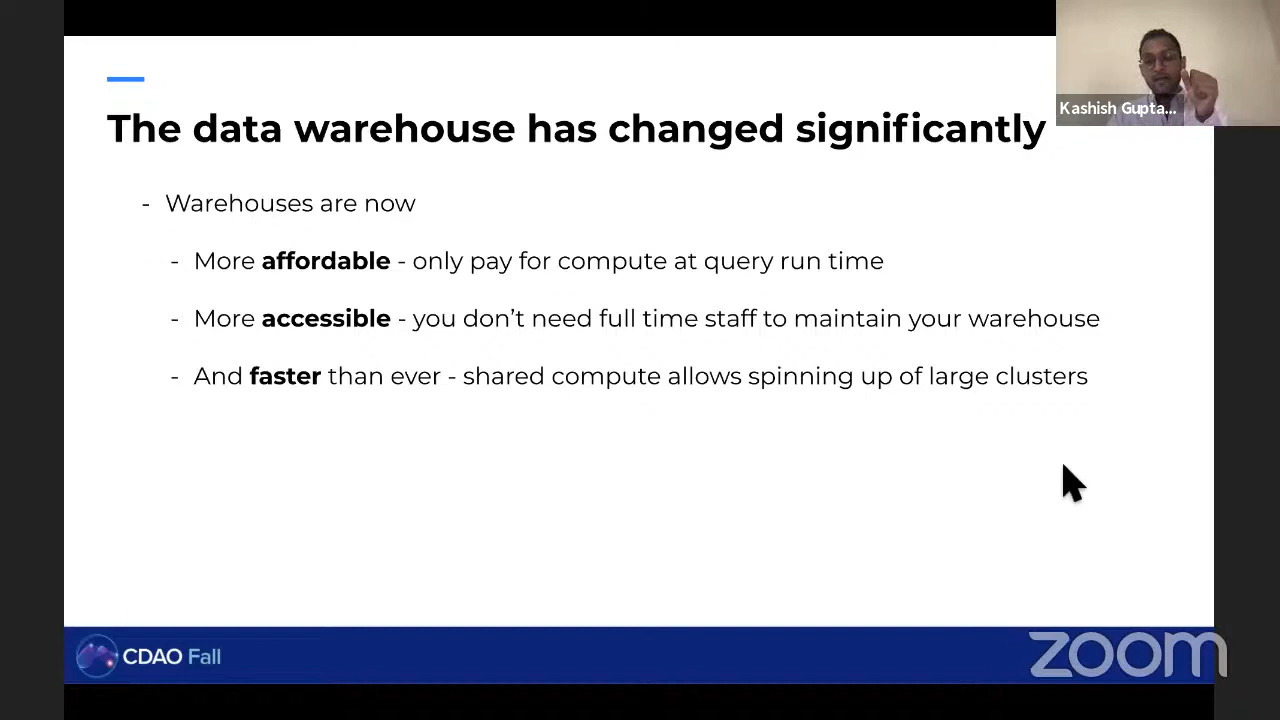 Kashish Gupta...
The data warehouse has changed significantly
- Warehouses are now
- More affordable - only pay for compute at query run time
- More accessible - you don’t need full time staff to maintain your warehouse
- And faster than ever - shared compute allows spinning up of large clusters
CDAO Fall
zoom